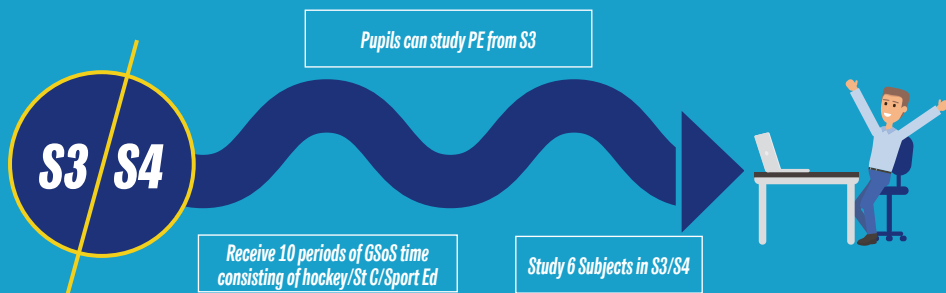 Pupils can study PE from S3
S3 S4
Receive 10 periods of GSoS time
consisting of hockey/St C/Sport Ed
Study 6 Subjects in S3/S4